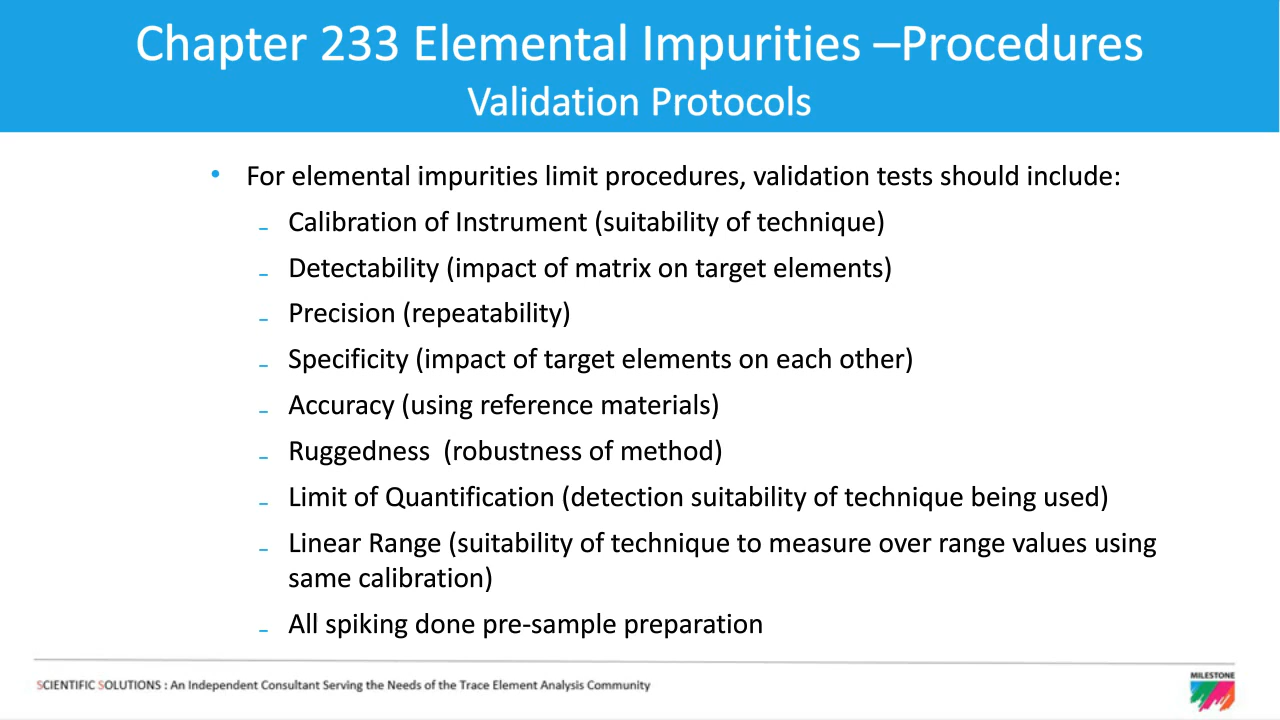 Chapter 233 Elemental Impurities –Procedures
Validation Protocols
• For elemental impurities limit procedures, validation tests should include:
– Calibration of Instrument (suitability of technique)
– Detectability (impact of matrix on target elements)
– Precision (repeatability)
– Specificity (impact of target elements on each other)
– Accuracy (using reference materials)
– Ruggedness  (robustness of method)
– Limit of Quantification (detection suitability of technique being used)
– Linear Range (suitability of technique to measure over range values using
same calibration)
– All spiking done pre-sample preparation
SCIENTIFIC SOLUTIONS : An Independent Consultant Serving the Needs of the Trace Element Analysis Community
MILESTONE